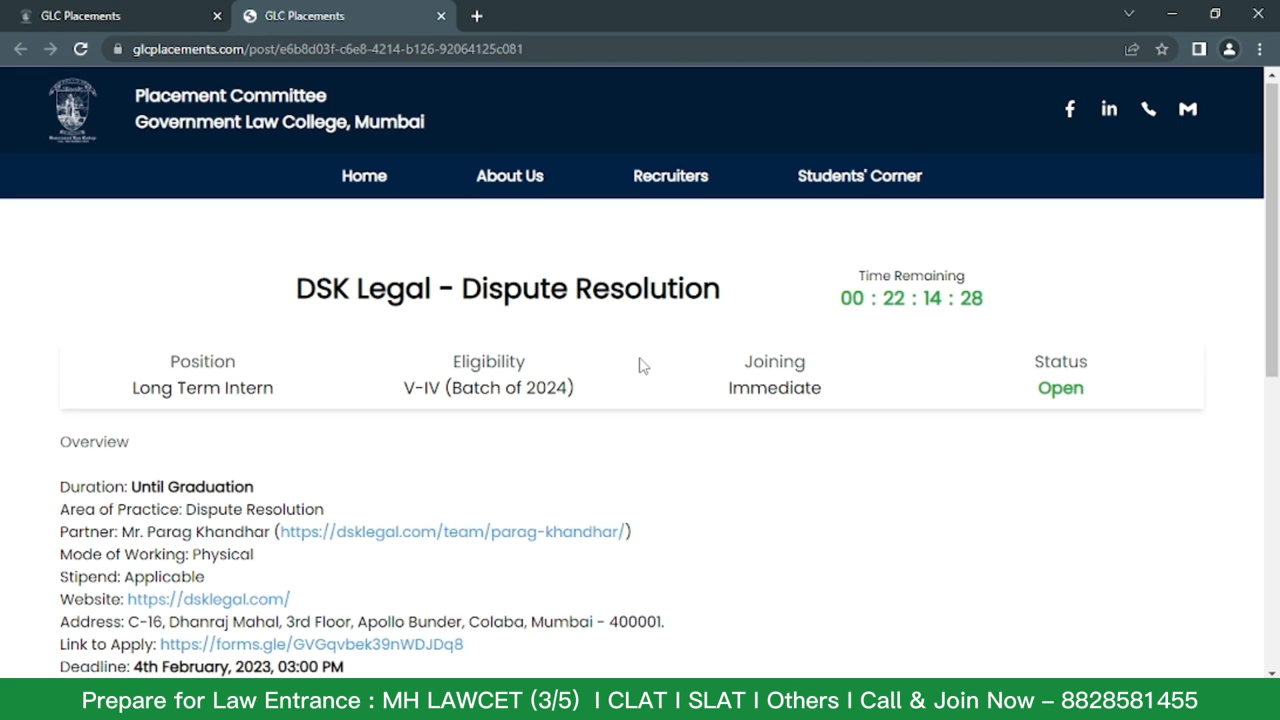 GLC Placements
GLC Placements
glcplacements.com/post/e6b8d03f-c6e8-4214-b126-92064125c081
Placement Committee
Government Law College, Mumbai
Home About Us Recruiters Students' Corner
DSK Legal - Dispute Resolution
Time Remaining
00 : 22 : 14 : 28
Position Eligibility Joining Status
Long Term Intern V-IV (Batch of 2024) Immediate Open
Overview
Duration: Until Graduation
Area of Practice: Dispute Resolution
Partner: Mr. Parag Khandhar (https://dsklegal.com/team/parag-khandhar/)
Mode of Working: Physical
Stipend: Applicable
Website: https://dsklegal.com/
Address: C-16, Dhanraj Mahal, 3rd Floor, Apollo Bunder, Colaba, Mumbai - 400001.
Link to Apply: https://forms.gle/GVGqvbek39nWDJDq8
Deadline: 4th February, 2023, 03:00 PM
Prepare for Law Entrance : MH LAWCET (3/5) I CLAT I SLAT I Others I Call & Join Now – 8828581455